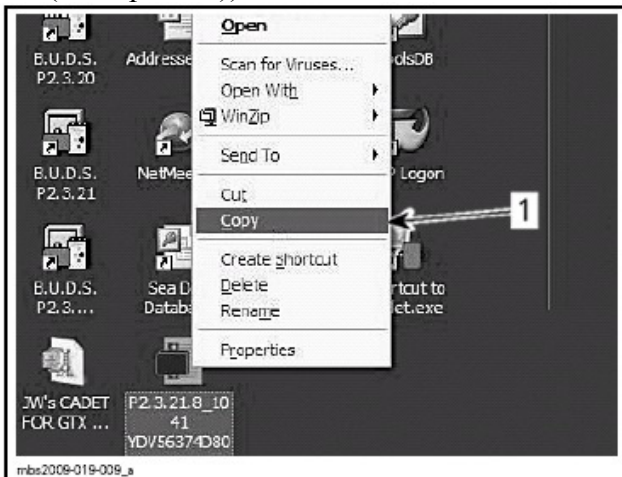 Open
B.U.D.S.
P2.3.20
Addresse
Scan for Viruses...
olsDB
Open With
WinZip
Send To
B.U.D.S.
P2.3.21
NetMee
Logon
Cut
Copy
1
Create shortcut
Delete
Rename
B.U.D.S.
P2.3....
Sea D
Databa
rtcut to
let.exe
Properties
JW's CADET
FOR GTX ...
P2.3.21.8_10
41
YDV56374D80
mbs2009-019-009_a